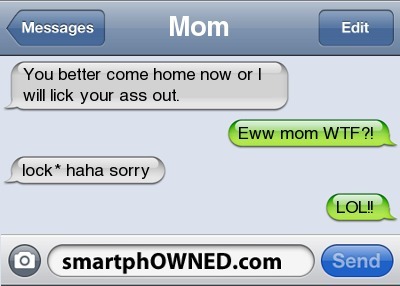 Messages
Mom
Edit
You better come home now or I
will lick your ass out.
Eww mom WTF?!
lock* haha sorry
LOL!!
smartphOWNED.com
Send